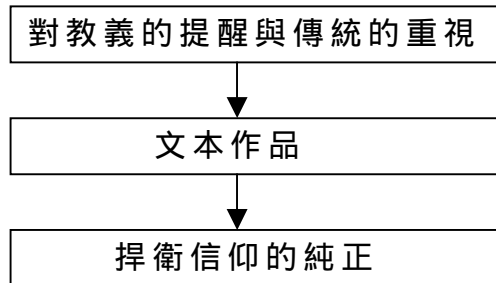 對教義的提醒與傳統的重視
文本作品
捍衛信仰的純正